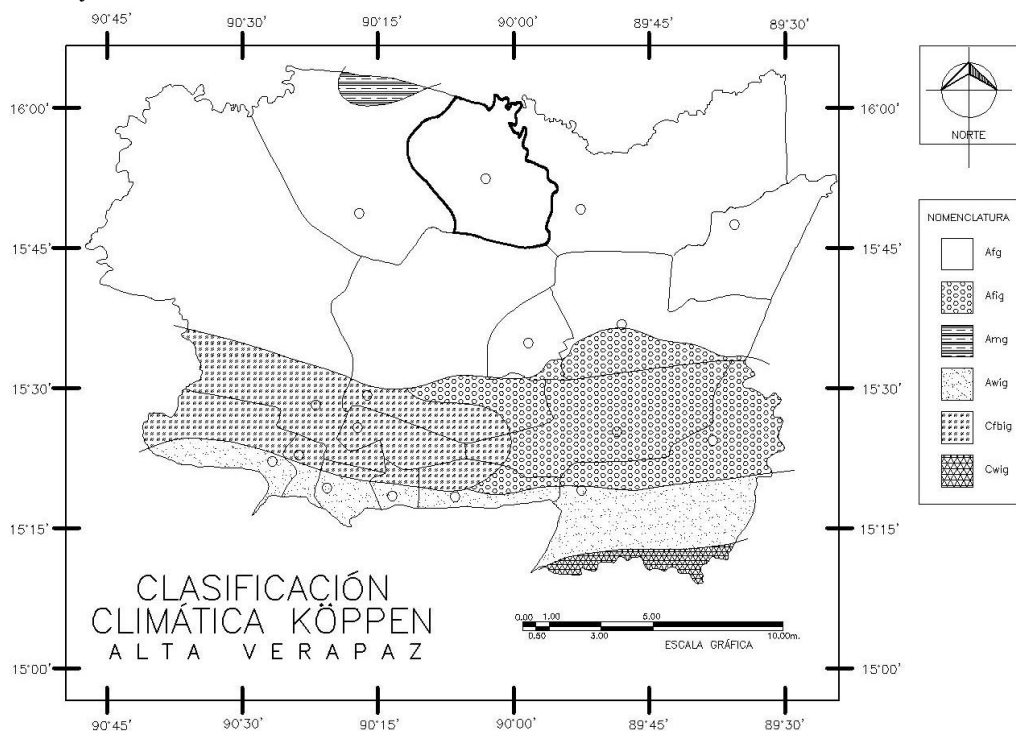 90°45' 90°30' 90°15' 90°00' 89°45' 89°30'
16°00' 16°00'
15°45' 15°45'
15°30' 15°30'
15°15' 15°15'
15°00' 15°00'
CLASIFICACIÓN
CLIMÁTICA KÖPPEN
ALTA VERAPAZ
0.00 1.00 5.00 10.00m.
0.50 3.00
ESCALA GRÁFICA
90°45' 90°30' 90°15' 90°00' 89°45' 89°30'
NORTE
NOMENCLATURA
Afg
Afig
Amg
Awig
Cfbig
Cwig